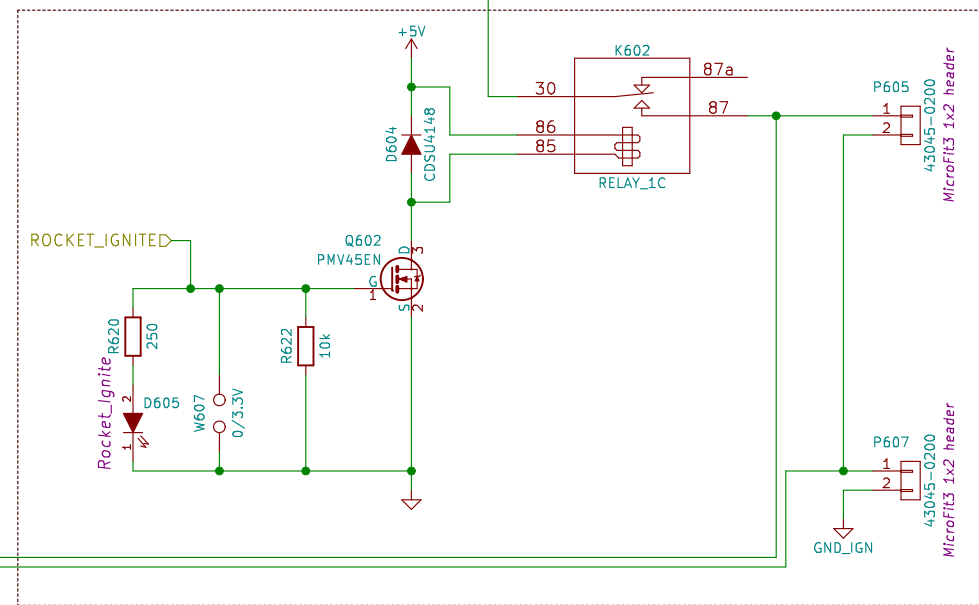 +5V
K602
87a
30
87
86
85
RELAY_1C
D604
CDSU4148
P605
1
2
43045-0200
MicroFit3 1x2 header
ROCKET_IGNITE
Q602
PMV45EN
D
3
G
1
S
2
R620
250
R622
10k
Rocket_Ignite
2
D605
1
W607
0/3.3V
P607
1
2
43045-0200
MicroFit3 1x2 header
GND_IGN